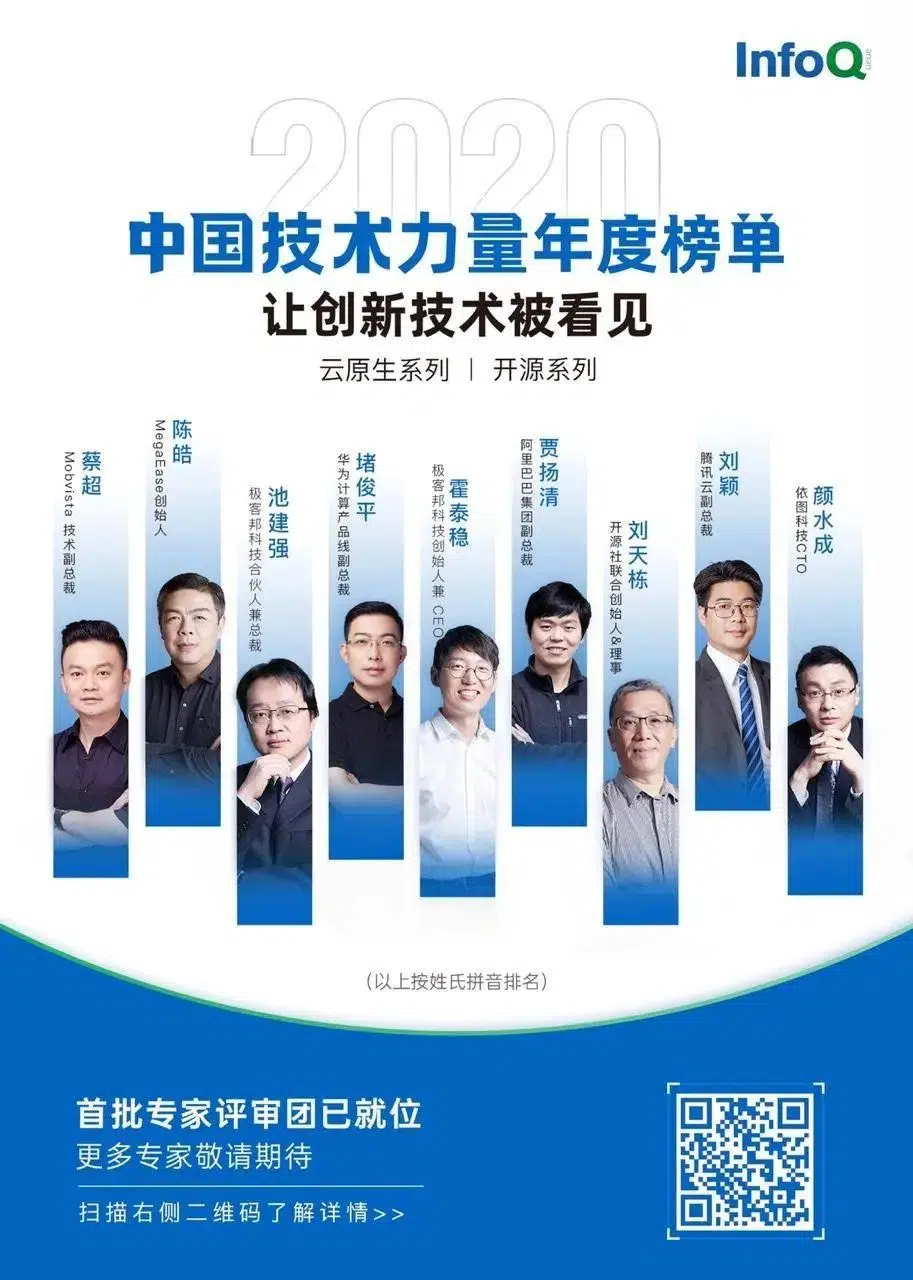 InfoQ
2020
中国技术力量年度榜单
让创新技术被看见
云原生系列 | 开源系列
蔡超
Mobvista 技术副总裁
陈皓
MegaEase创始人
池建强
极客邦科技合伙人兼总裁
堵俊平
华为计算产品线副总裁
霍泰稳
极客邦科技创始人兼 CEO
贾扬清
阿里巴巴集团副总裁
刘天栋
开源社联合创始人&理事
刘颖
腾讯云副总裁
颜水成
依图科技CTO
（以上按姓氏拼音排名）
首批专家评审团已就位
更多专家敬请期待
扫描右侧二维码了解详情>>